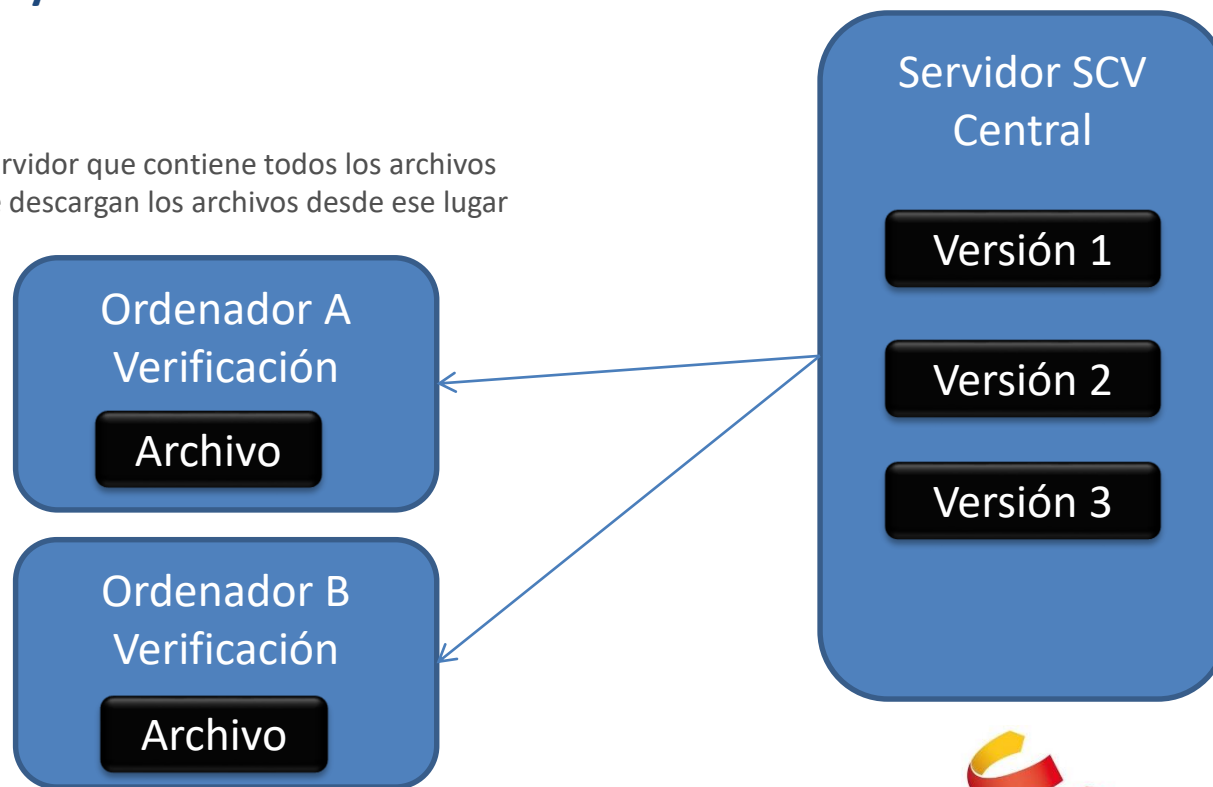 Servidor SCV
Central
que contiene todos los archivos
descargan los archivos desde ese lugar
Versión 1
Ordenador A
Verificación
Versión 2
Archivo
Versión 3
Ordenador B
Verificación
Archivo